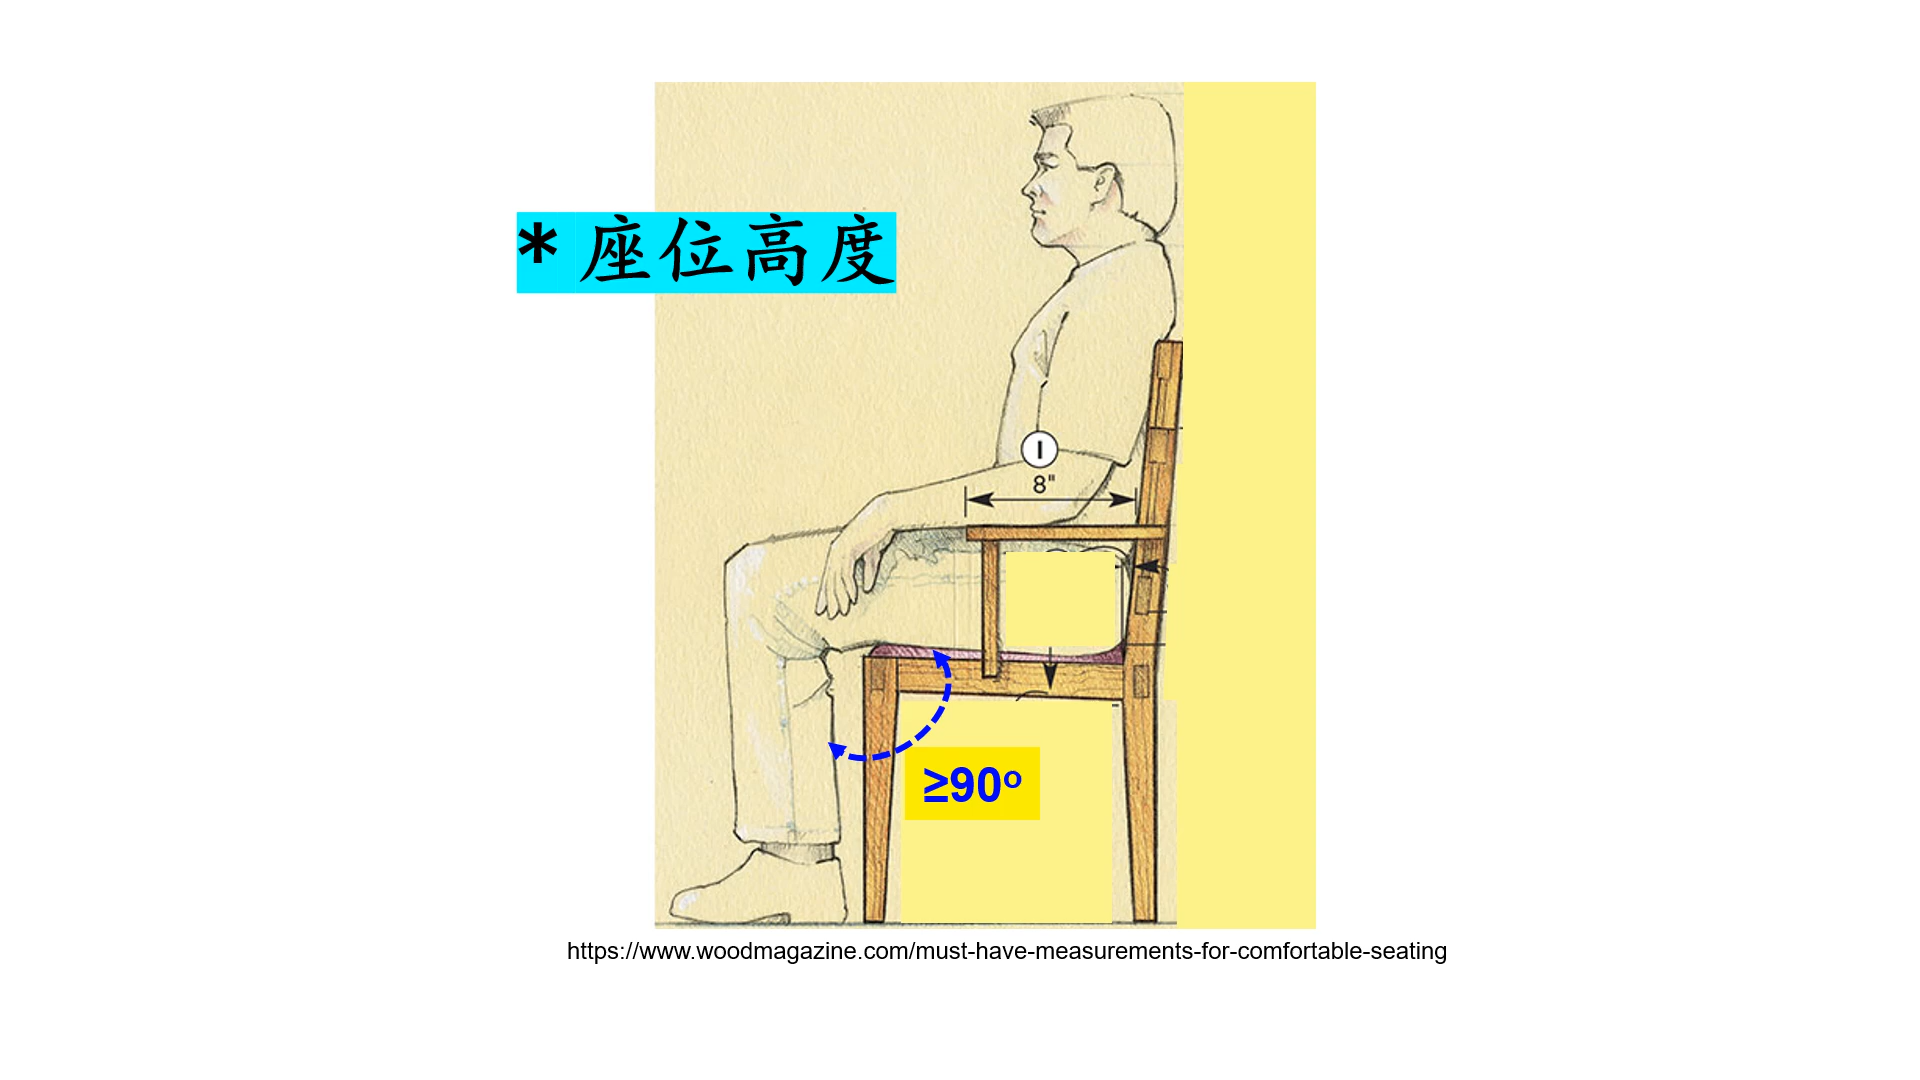 * 座位高度
I
8"
≥90º
https://www.woodmagazine.com/must-have-measurements-for-comfortable-seating